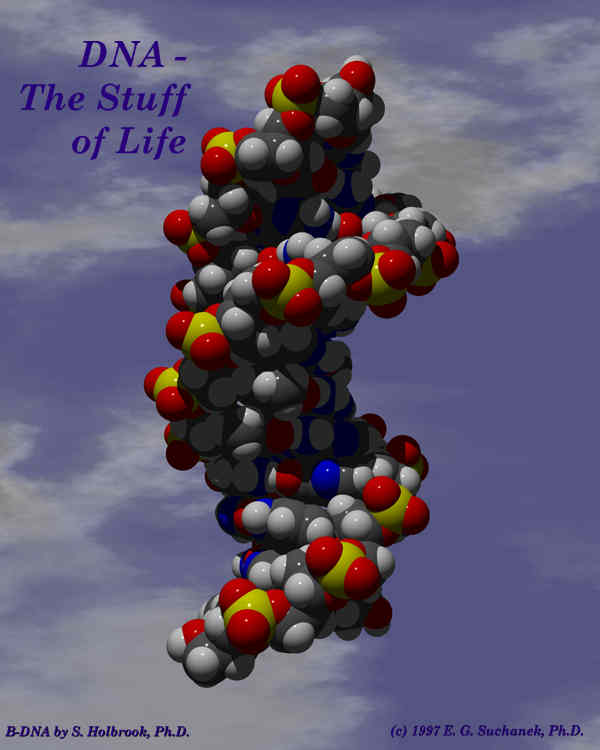 DNA -
The Stuff
of Life
B-DNA by S. Holbrook, Ph.D.
(c) 1997 E. G. Suchanek, Ph.D.